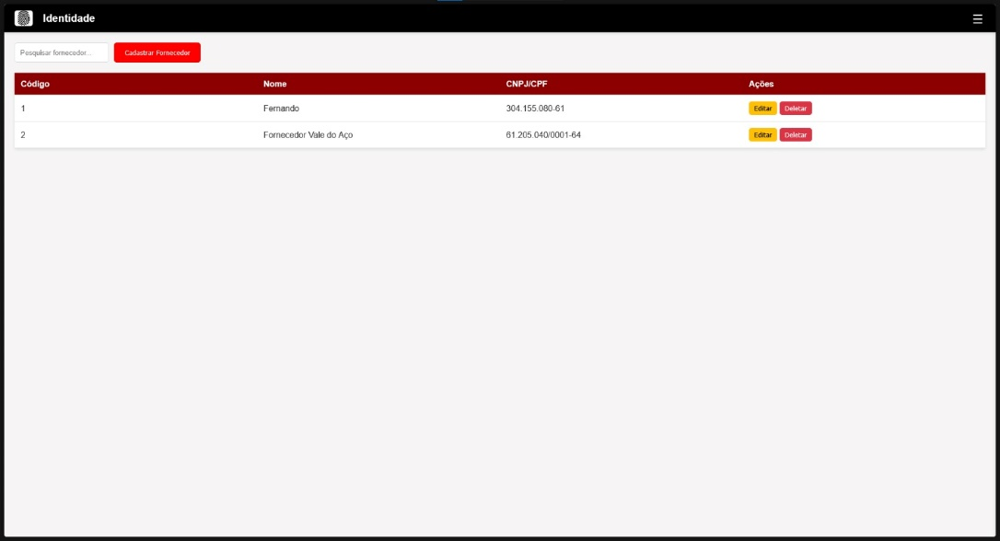 Identidade
Pesquisar fornecedor...
Cadastrar Fornecedor
Código Nome CNPJ/CPF Ações
1 Fernando 304.155.080-61 Editar Deletar
2 Fornecedor Vale do Aço 61.205.040/0001-64 Editar Deletar